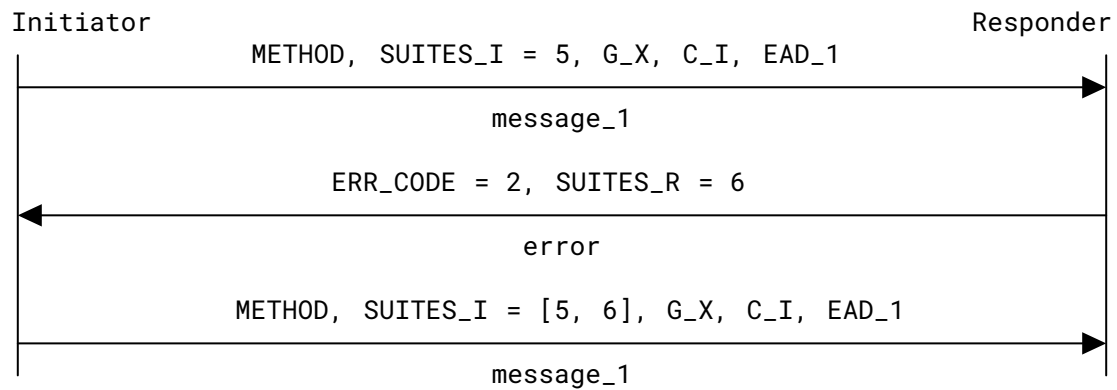 Initiator Responder
METHOD, SUITES_I = 5, G_X, C_I, EAD_1
message_1
ERR_CODE = 2, SUITES_R = 6
error
METHOD, SUITES_I = [5, 6], G_X, C_I, EAD_1
message_1